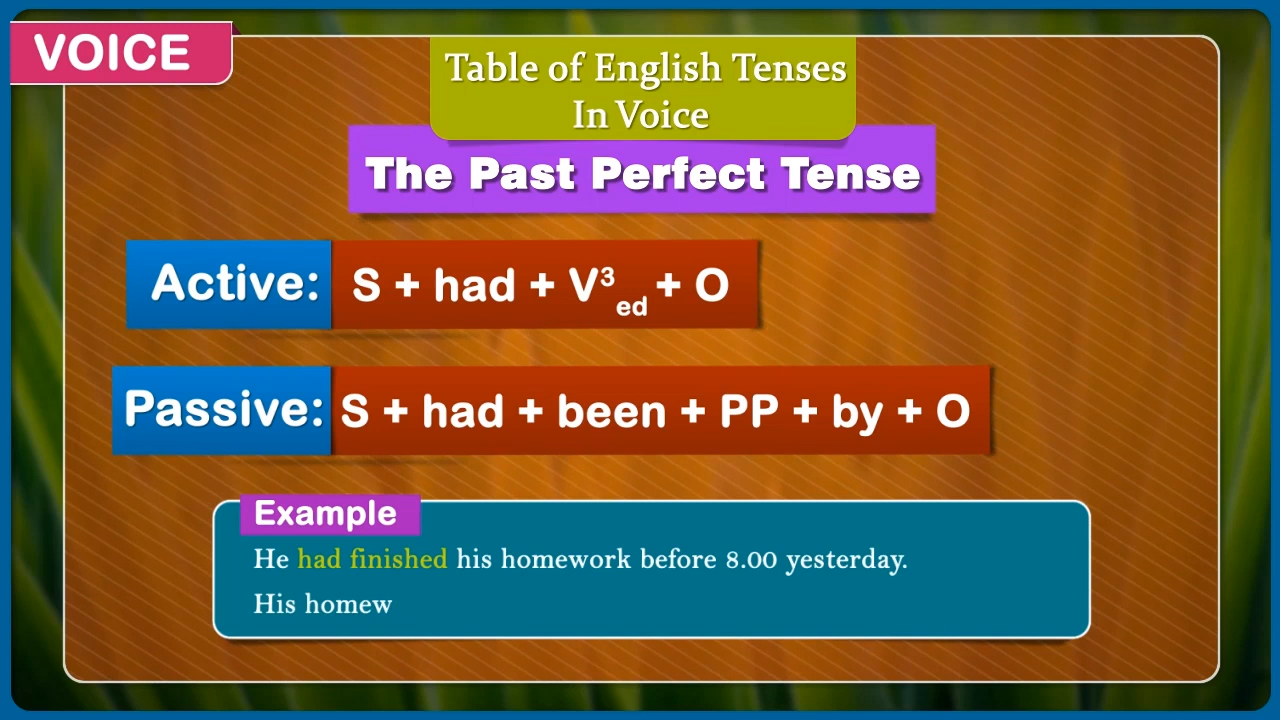 VOICE
Table of English Tenses
In Voice
The Past Perfect Tense
Active: S + had + V³ed + O
Passive: S + had + been + PP + by + O
Example
He had finished his homework before 8.00 yesterday.
His homew